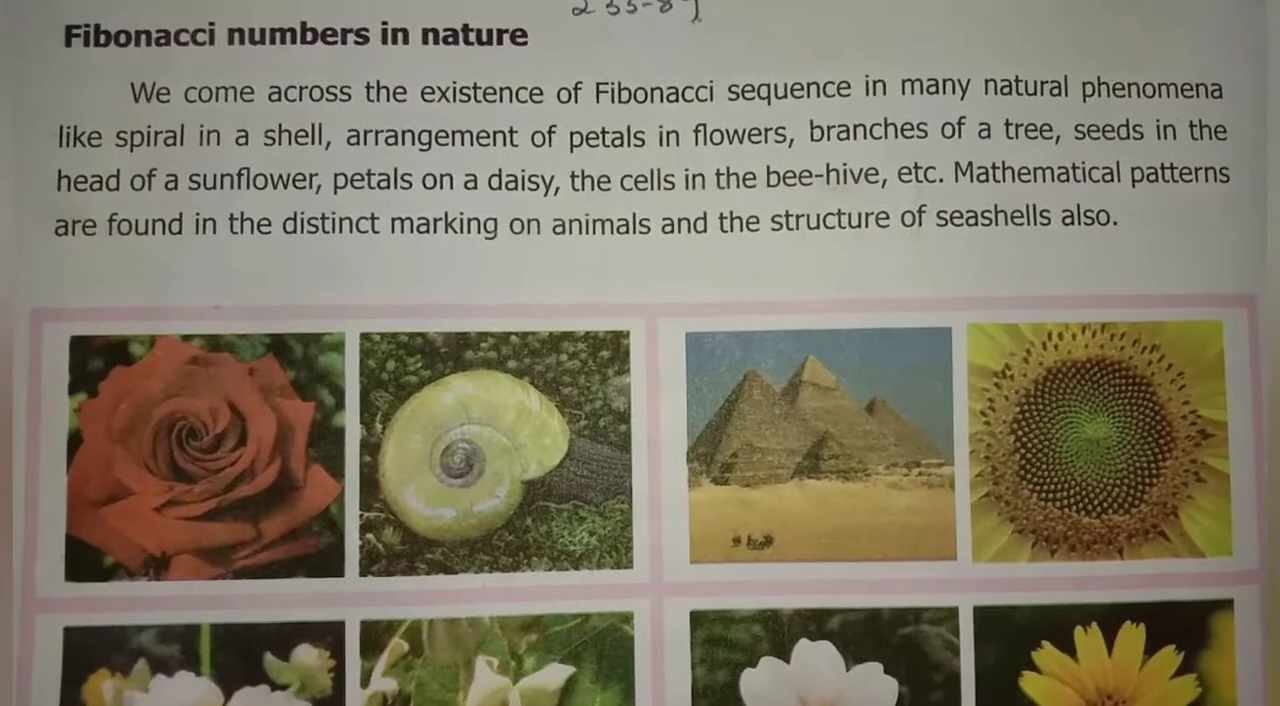 Fibonacci numbers in nature
We come across the existence of Fibonacci sequence in many natural phenomena
like spiral in a shell, arrangement of petals in flowers, branches of a tree, seeds in the
head of a sunflower, petals on a daisy, the cells in the bee-hive, etc. Mathematical patterns
are found in the distinct marking on animals and the structure of seashells also.